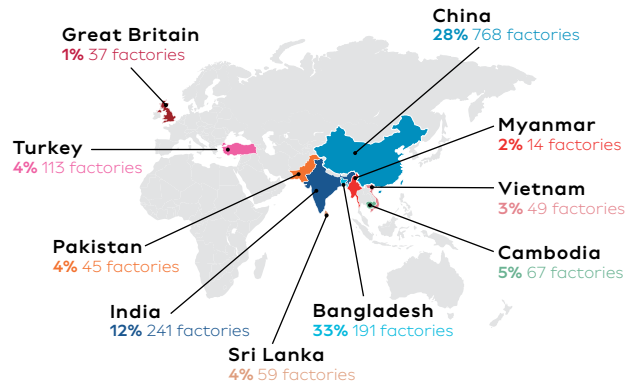 China
28% 768 factories
Great Britain
1% 37 factories
Myanmar
2% 14 factories
Turkey
4% 113 factories
Vietnam
3% 49 factories
Pakistan
4% 45 factories
Cambodia
5% 67 factories
India
12% 241 factories
Bangladesh
33% 191 factories
Sri Lanka
4% 59 factories